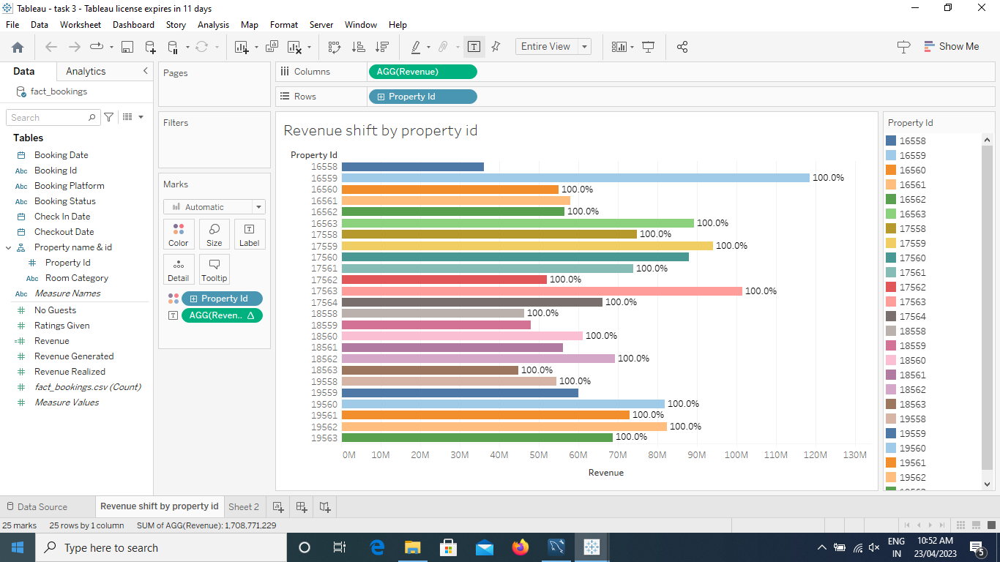 Tableau - task 3 - Tableau license expires in 11 days
File Data Worksheet Dashboard Story Analysis Map Format Server Window Help
Entire View
Show Me
Data Analytics
fact_bookings
Search
Tables
Booking Date
Abc Booking Id
Abc Booking Platform
Abc Booking Status
Check In Date
Checkout Date
Property name & id
Property Id
Abc Room Category
Abc Measure Names
No Guests
Ratings Given
Revenue
Revenue Generated
Revenue Realized
fact_bookings.csv (Count)
Measure Values
Pages
Filters
Marks
Automatic
Color Size T Label
Detail Tooltip
Property Id
T AGG(Reven.. Δ
Columns AGG(Revenue)
Rows Property Id
Revenue shift by property id
Property Id
16558
16559 100.0%
16560 100.0%
16561
16562 100.0%
16563 100.0%
17558 100.0%
17559 100.0%
17560
17561 100.0%
17562 100.0%
17563 100.0%
17564 100.0%
18558 100.0%
18559
18560 100.0%
18561
18562 100.0%
18563 100.0%
19558 100.0%
19559
19560 100.0%
19561 100.0%
19562 100.0%
19563 100.0%
0M 10M 20M 30M 40M 50M 60M 70M 80M 90M 100M 110M 120M 130M
Revenue
Property Id
16558
16559
16560
16561
16562
16563
17558
17559
17560
17561
17562
17563
17564
18558
18559
18560
18561
18562
18563
19558
19559
19560
19561
19562
19563
Data Source Revenue shift by property id Sheet 2
25 marks 25 rows by 1 column SUM of AGG(Revenue): 1,708,771,229
Type here to search
ENG
IN
10:52 AM
23/04/2023
5